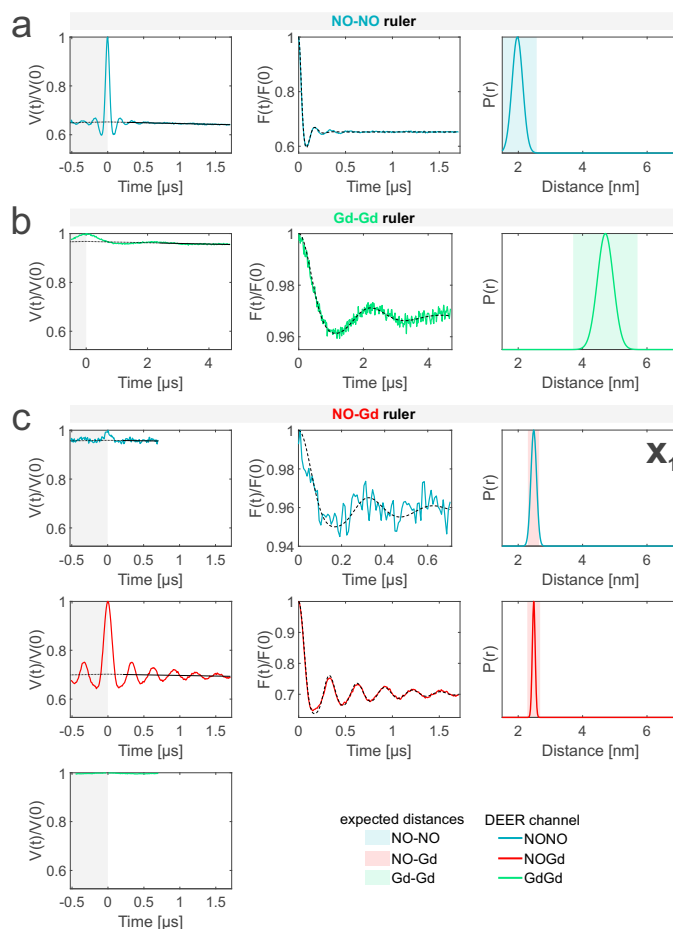 a
NO-NO ruler
V(t)/V(0)
1
0.8
0.6
-0.5 0 0.5 1 1.5
Time [µs]
F(t)/F(0)
1
0.8
0.6
0 0.5 1 1.5
Time [µs]
P(r)
2 4 6
Distance [nm]
b
Gd-Gd ruler
V(t)/V(0)
1
0.8
0.6
0 2 4
Time [µs]
F(t)/F(0)
1
0.98
0.96
0 2 4
Time [µs]
P(r)
2 4 6
Distance [nm]
c
NO-Gd ruler
V(t)/V(0)
1
0.8
0.6
-0.5 0 0.5 1 1.5
Time [µs]
F(t)/F(0)
1
0.98
0.96
0.94
0 0.2 0.4 0.6
Time [µs]
P(r)
x1
2 4 6
Distance [nm]
V(t)/V(0)
1
0.8
0.6
-0.5 0 0.5 1 1.5
Time [µs]
F(t)/F(0)
1
0.9
0.8
0.7
0 0.5 1 1.5
Time [µs]
P(r)
2 4 6
Distance [nm]
V(t)/V(0)
1
0.8
0.6
-0.5 0 0.5 1 1.5
Time [µs]
expected distances DEER channel
NO-NO NONO
NO-Gd NOGd
Gd-Gd GdGd